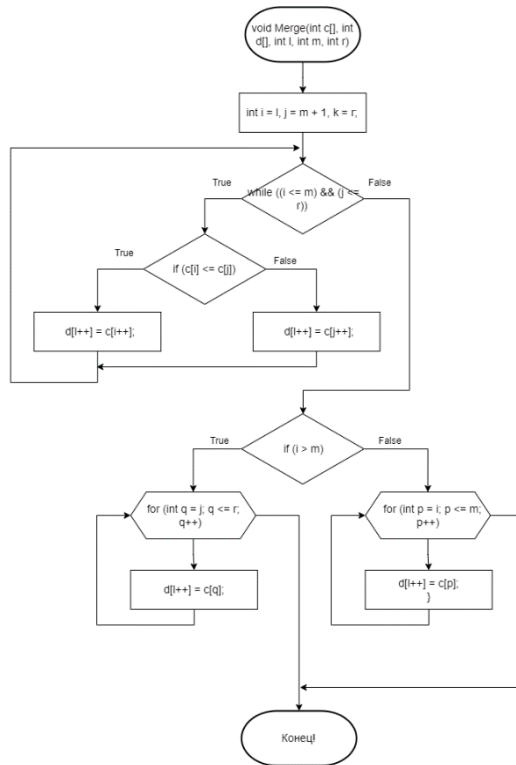 void Merge(int c[], int
d[], int l, int m, int r)
int i = l, j = m + 1, k = r;
True
while ((i <= m) && (j <=
r))
False
True
if (c[i] <= c[j])
False
d[l++] = c[i++];
d[l++] = c[j++];
True
if (i > m)
False
for (int q = j; q <= r;
q++)
for (int p = i; p <= m;
p++)
d[l++] = c[q];
d[l++] = c[p];
}
Конец!